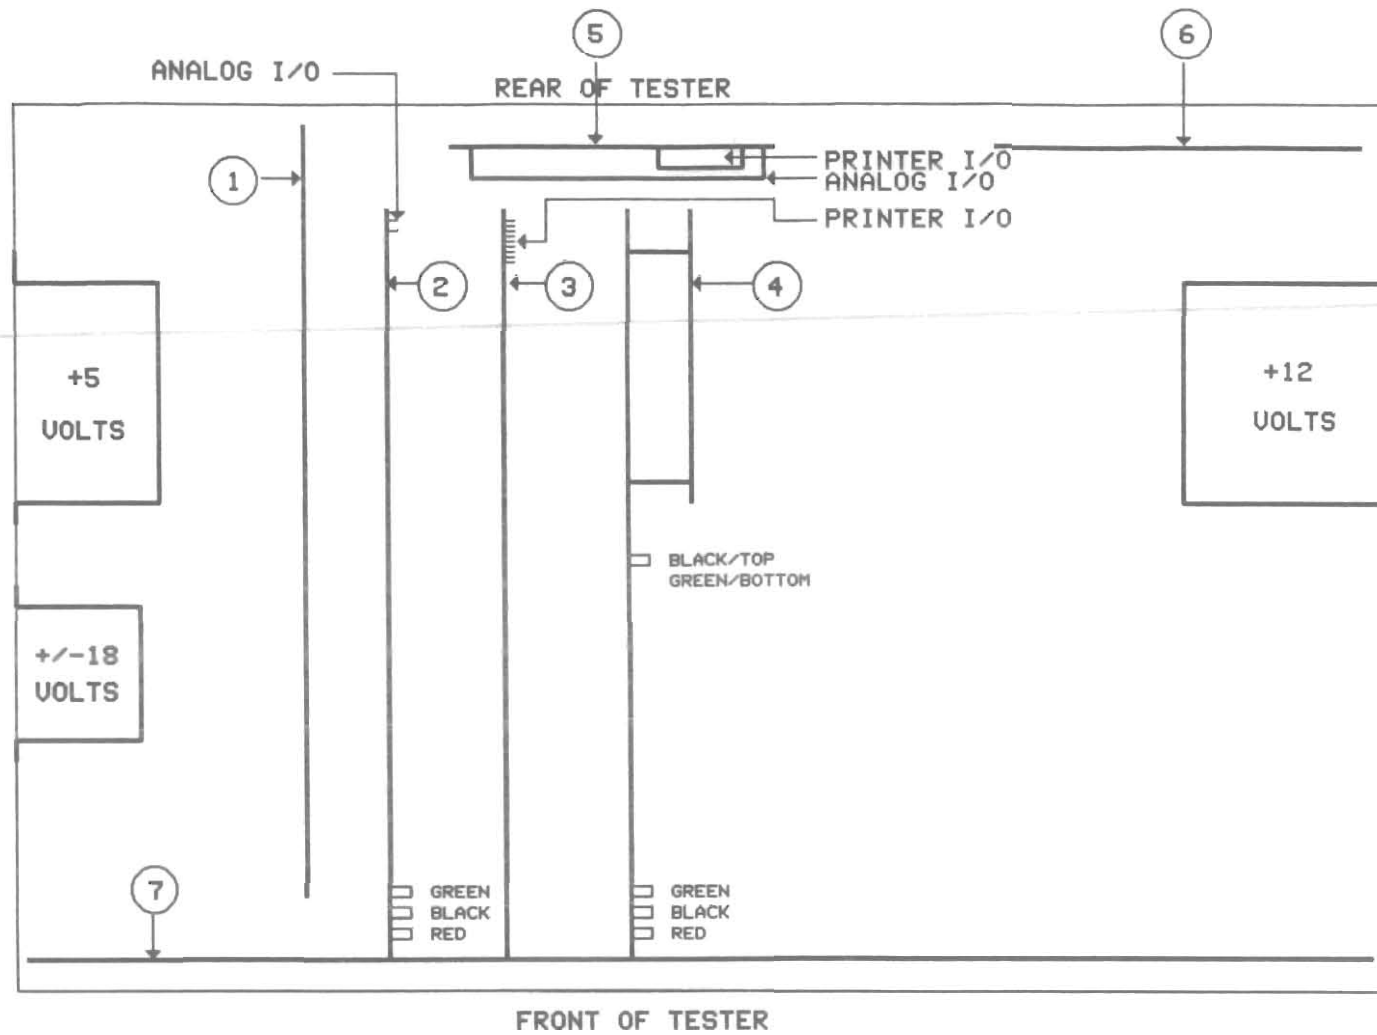 5
6
ANALOG I/O
REAR OF TESTER
PRINTER I/O
1
ANALOG I/O
PRINTER I/O
2
3
4
+5
VOLTS
+12
VOLTS
BLACK/TOP
GREEN/BOTTOM
+/-18
VOLTS
7
GREEN
BLACK
RED
GREEN
BLACK
RED
FRONT OF TESTER